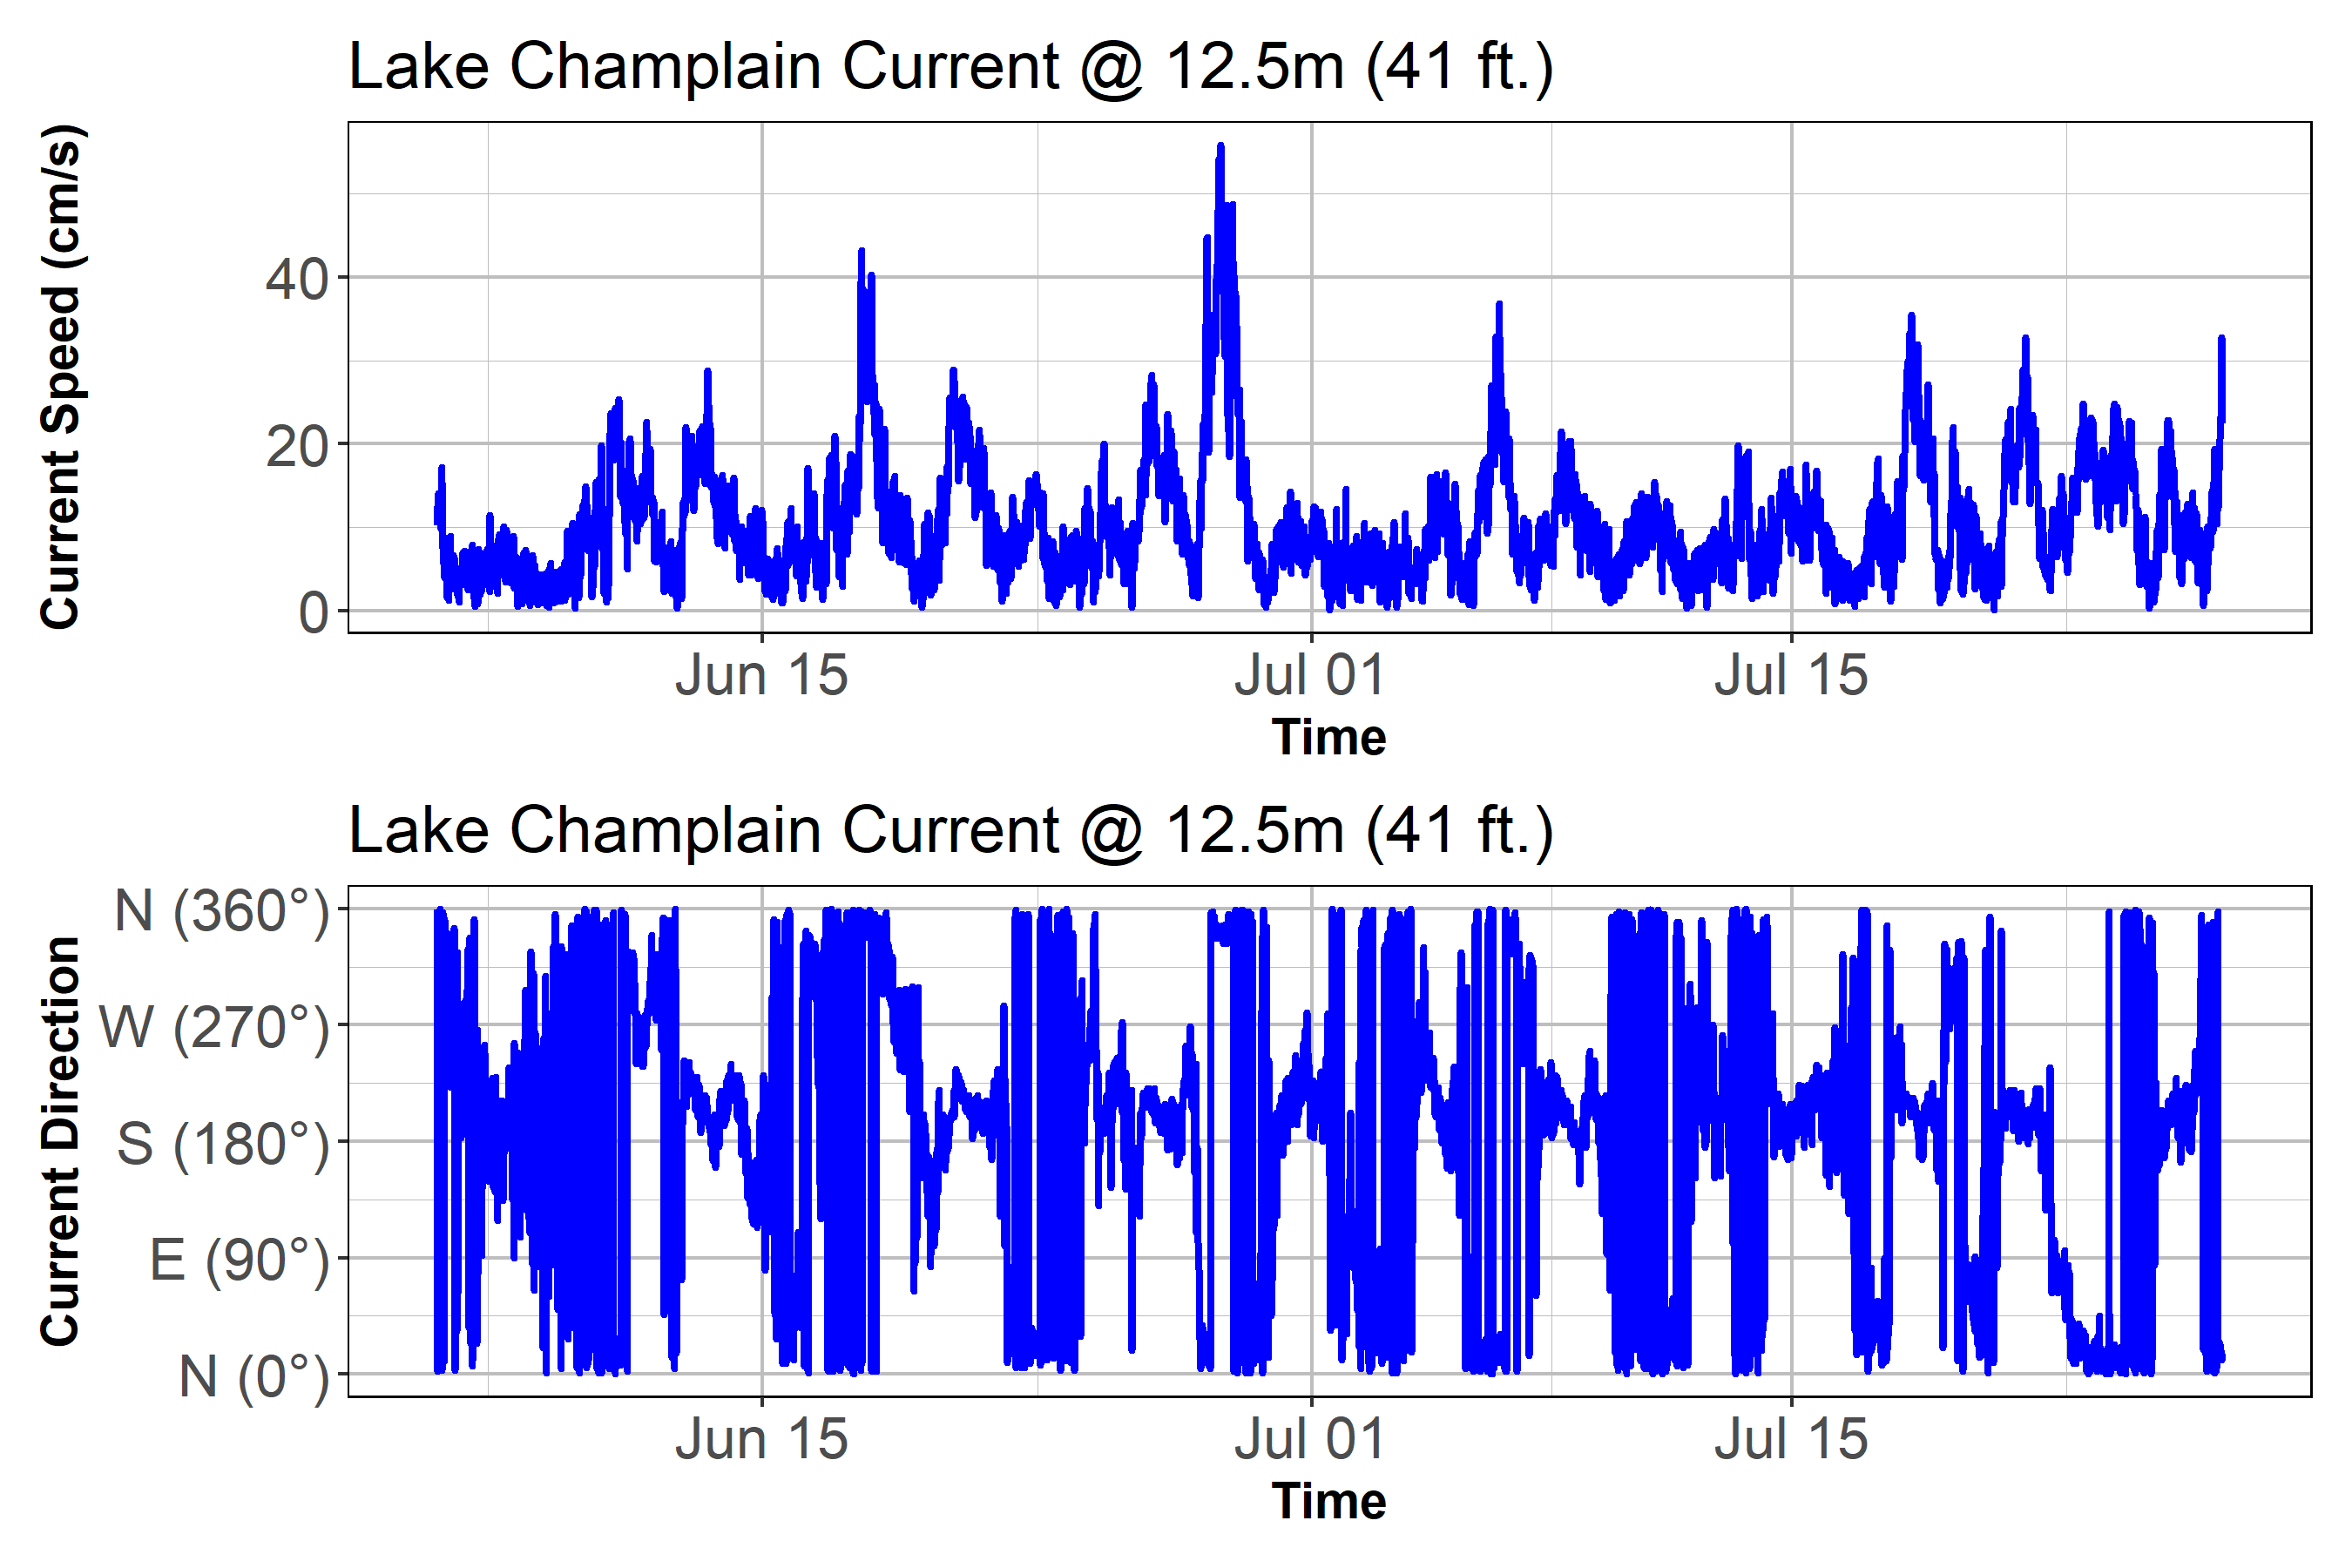 Lake Champlain Current @ 12.5m (41 ft.)
Current Speed (cm/s)
40
20
0
Jun 15
Jul 01
Jul 15
Time
Lake Champlain Current @ 12.5m (41 ft.)
Current Direction
N (360°)
W (270°)
S (180°)
E (90°)
N (0°)
Jun 15
Jul 01
Jul 15
Time